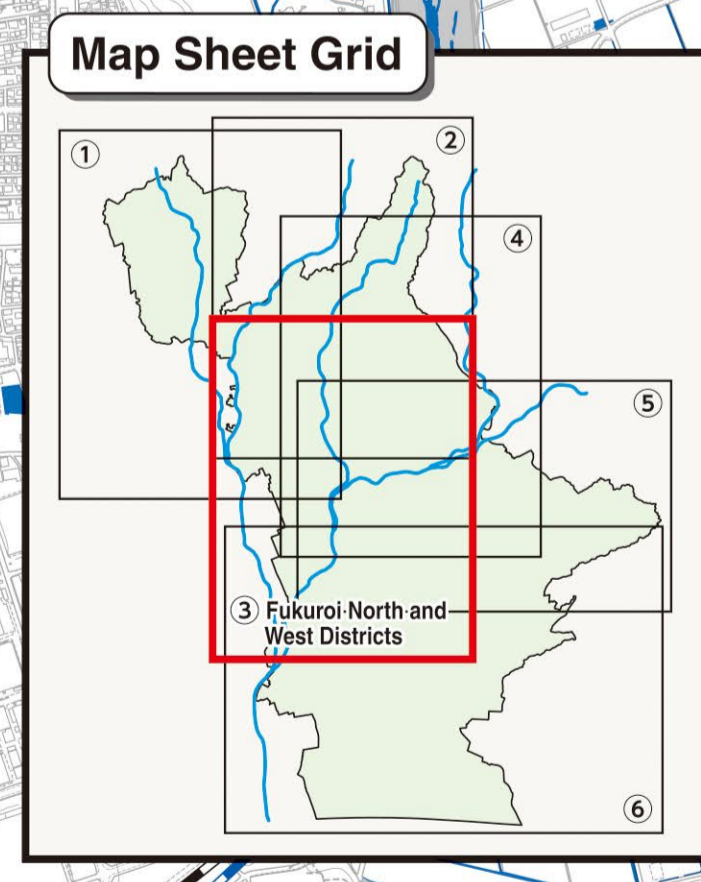 Map Sheet Grid
①
②
④
⑤
③ Fukuroi North and
West Districts
⑥